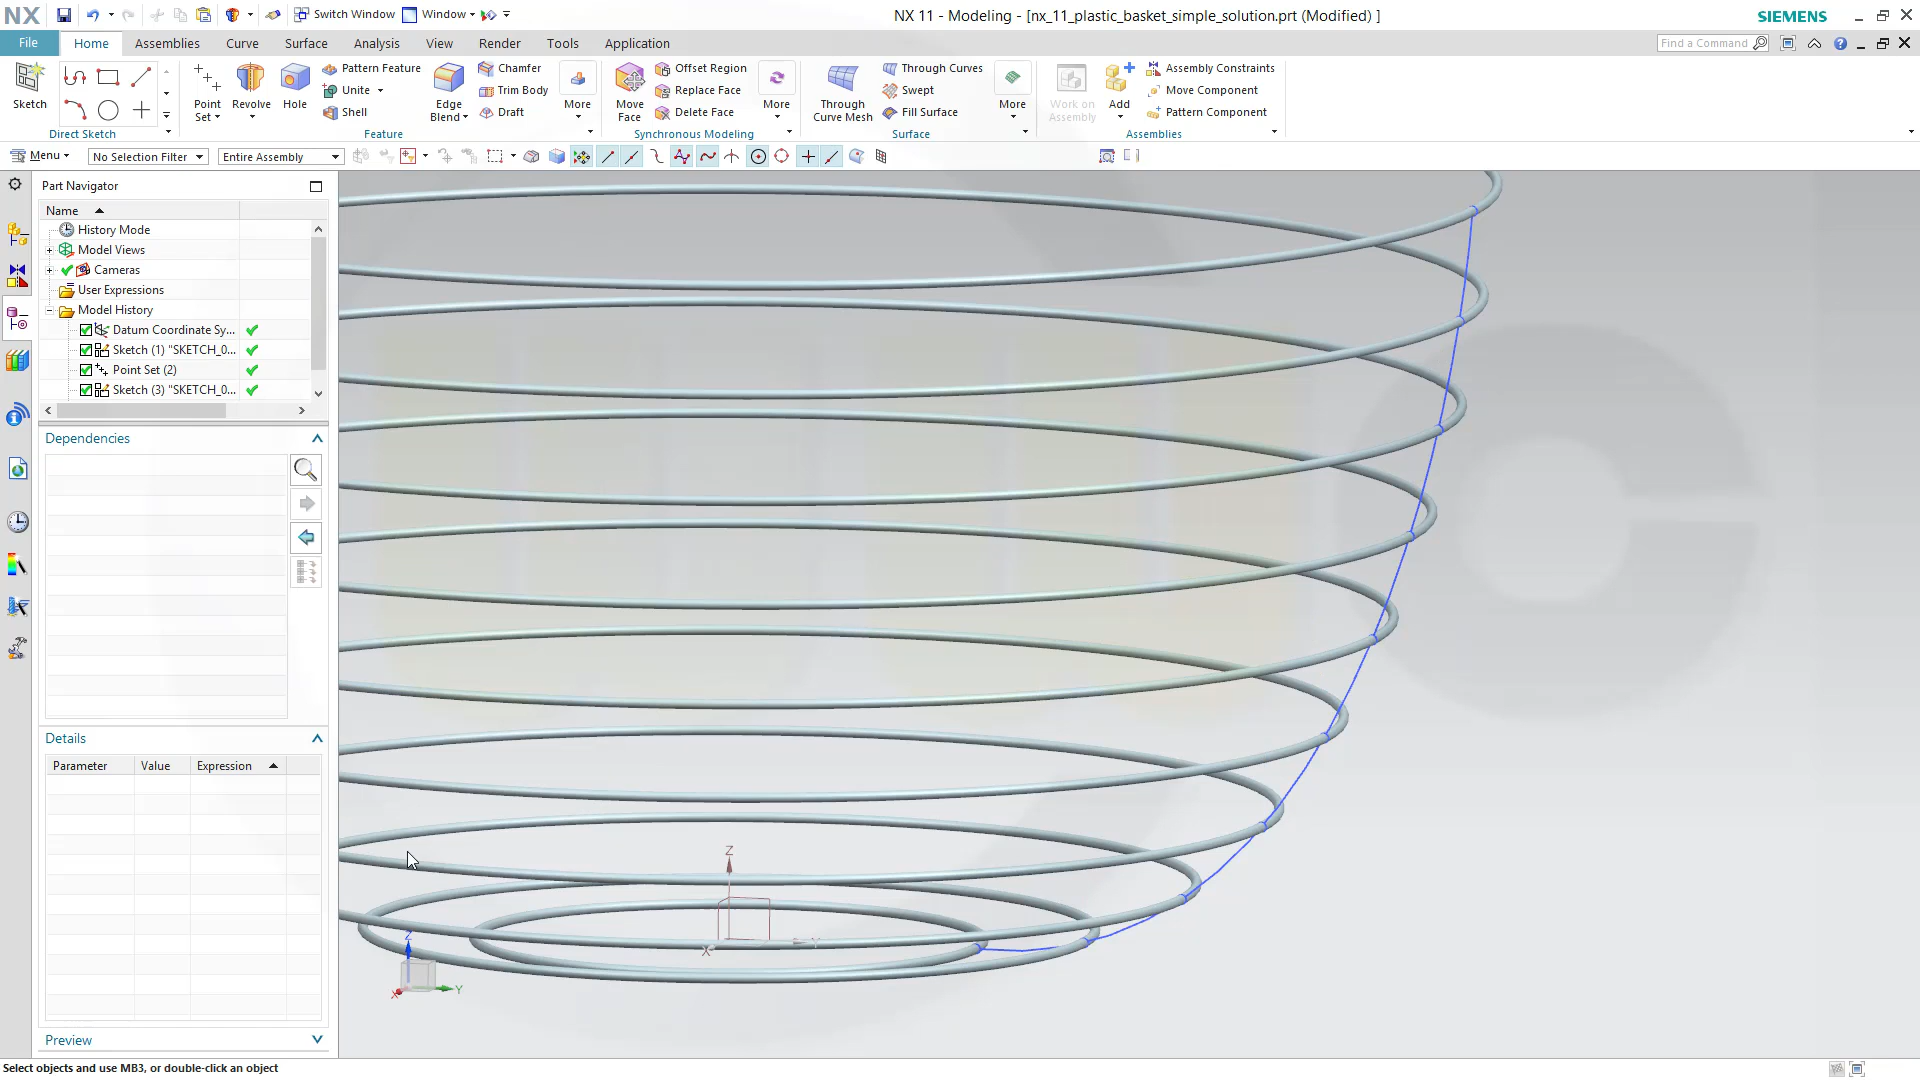 NX
Switch Window
Window
NX 11 - Modeling - [nx_11_plastic_basket_simple_solution.prt (Modified) ]
SIEMENS
File
Home
Assemblies
Curve
Surface
Analysis
View
Render
Tools
Application
Find a Command
Sketch
Direct Sketch
Point
Set
Revolve
Hole
Pattern Feature
Unite
Shell
Edge
Blend
Chamfer
Trim Body
Draft
More
Feature
Move
Face
Offset Region
Replace Face
Delete Face
More
Synchronous Modeling
Through
Curve Mesh
Through Curves
Swept
Fill Surface
More
Surface
Work on
Assembly
Add
Assembly Constraints
Move Component
Pattern Component
Assemblies
Menu
No Selection Filter
Entire Assembly
Part Navigator
Name
History Mode
Model Views
Cameras
User Expressions
Model History
Datum Coordinate Sy...
Sketch (1) "SKETCH_0...
Point Set (2)
Sketch (3) "SKETCH_0...
Dependencies
Details
Parameter
Value
Expression
Preview
Z
X
Y
Z
X
Y
Select objects and use MB3, or double-click an object